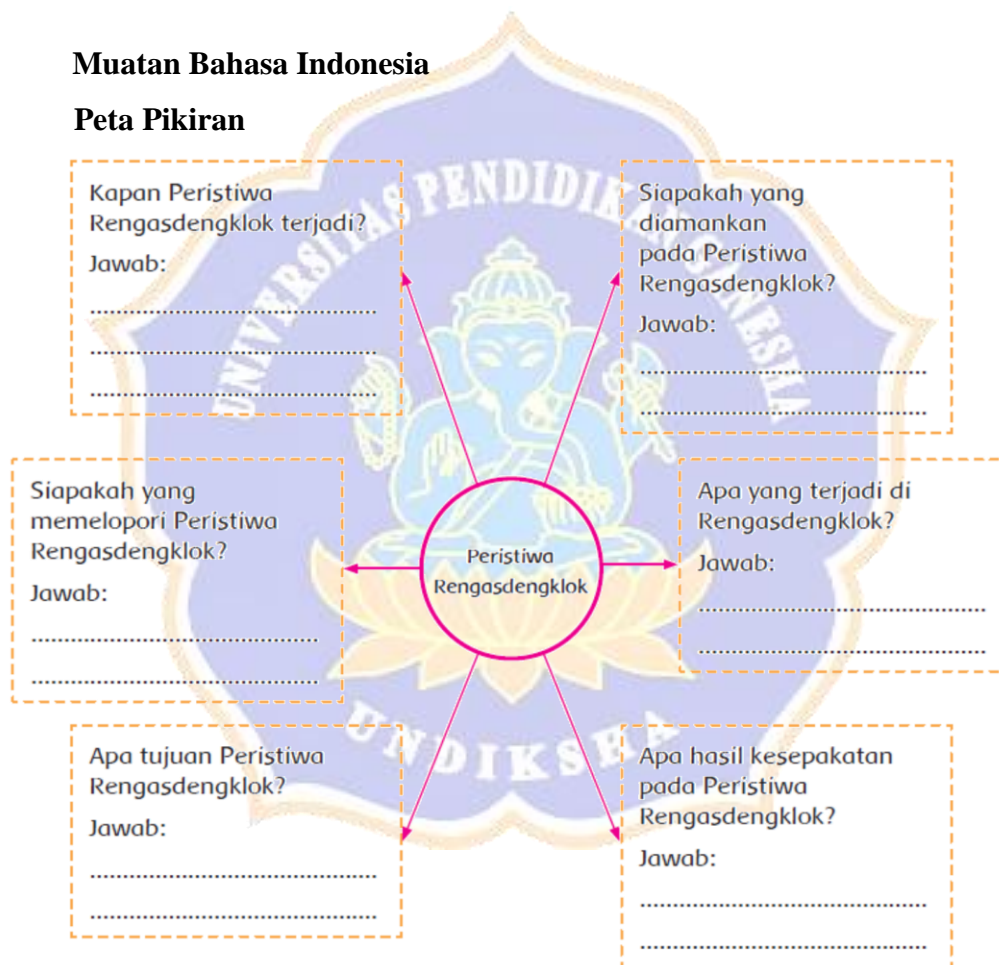 Muatan Bahasa Indonesia
Peta Pikiran
Kapan Peristiwa
Rengasdengklok terjadi?
Jawab:
............................................
............................................
............................................
Siapakah yang
diamankan
pada Peristiwa
Rengasdengklok?
Jawab:
............................................
............................................
Siapakah yang
memelopori Peristiwa
Rengasdengklok?
Jawab:
............................................
............................................
Peristiwa
Rengasdengklok
Apa yang terjadi di
Rengasdengklok?
Jawab:
............................................
............................................
Apa tujuan Peristiwa
Rengasdengklok?
Jawab:
............................................
............................................
Apa hasil kesepakatan
pada Peristiwa
Rengasdengklok?
Jawab:
............................................
............................................
UNIVERSITAS PENDIDIKAN GANESHA
UNDIKSHA